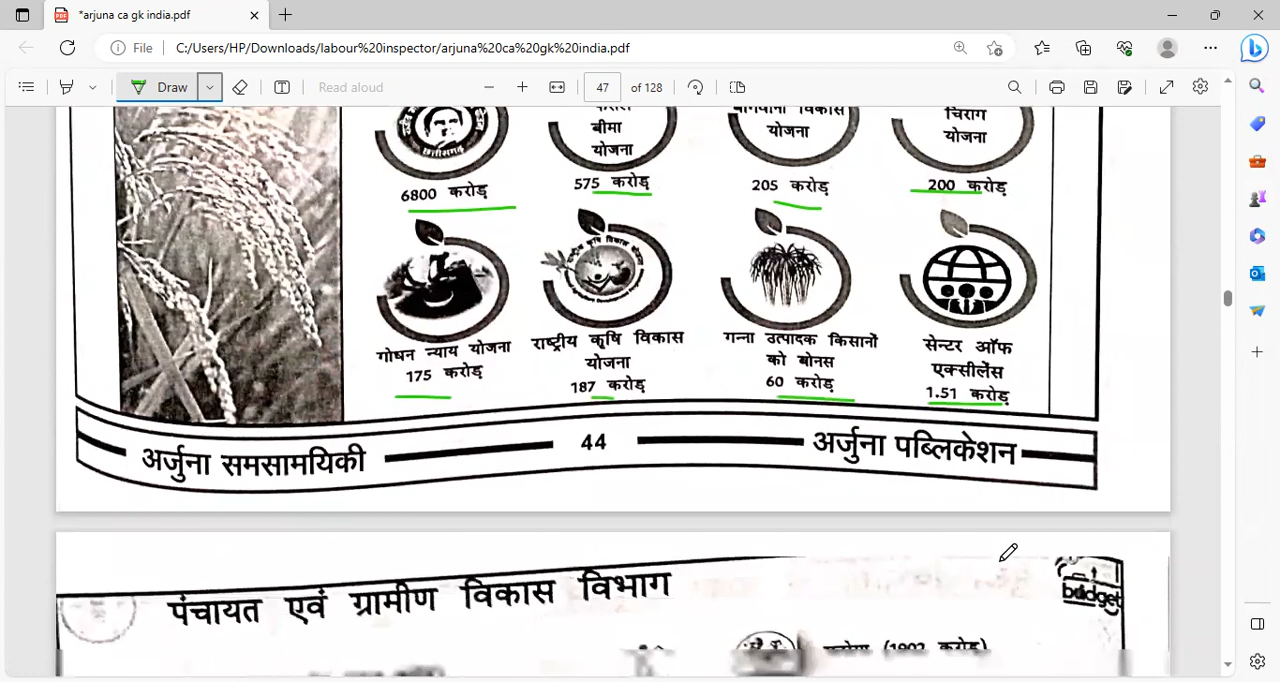 *arjuna ca gk india.pdf
File C:/Users/HP/Downloads/labour%20inspector/arjuna%20ca%20gk%20india.pdf
Draw Read aloud 47 of 128
बीमा
योजना
योजना
चिराग
योजना
छत्तीसगढ़
6800 करोड़ 575 करोड़ 205 करोड़ 200 करोड़
गोधन न्याय योजना
175 करोड़
राष्ट्रीय कृषि विकास
योजना
187 करोड़
गन्ना उत्पादक किसानों
को बोनस
60 करोड़
सेन्टर ऑफ
एक्सीलेंस
1.51 करोड़
अर्जुना समसामयिकी 44 अर्जुना पब्लिकेशन
पंचायत एवं ग्रामीण विकास विभाग
budget